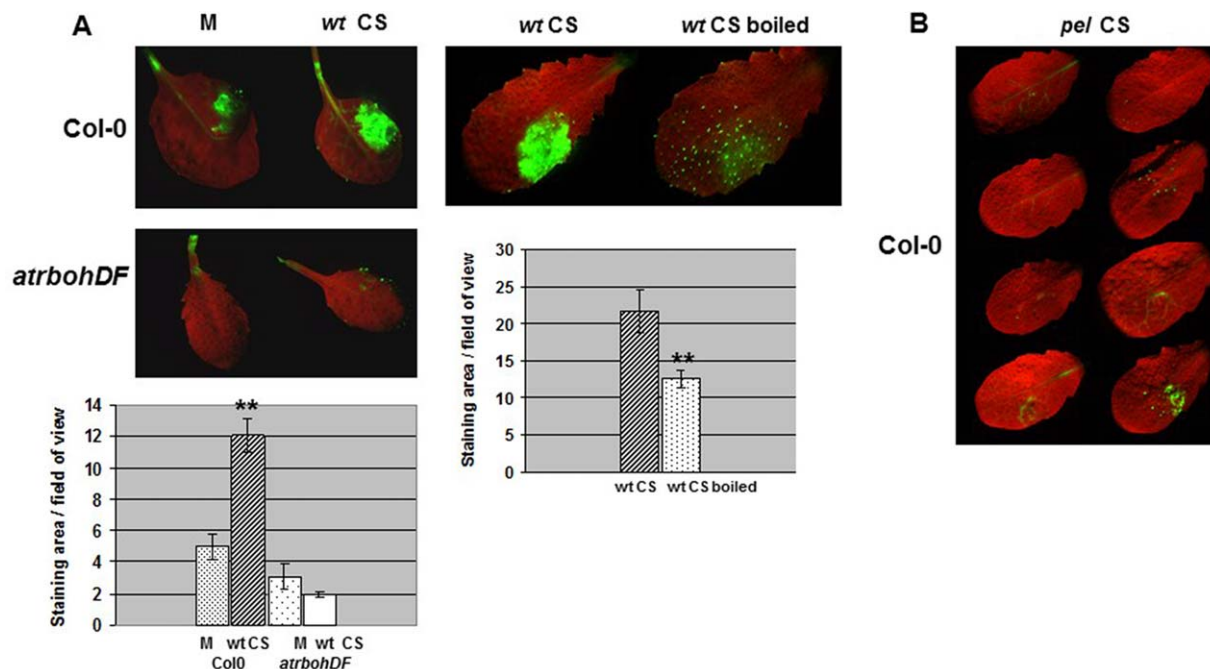 A
M
wt CS
wt CS
wt CS boiled
B
pel CS
Col-0
atrbohDF
Col-0
Staining area / field of view
14
12
10
8
6
4
2
0
**
M
wt CS
M
wt CS
Col0
atrbohDF
Staining area / field of view
30
25
20
15
10
5
0
**
wt CS
wt CS boiled